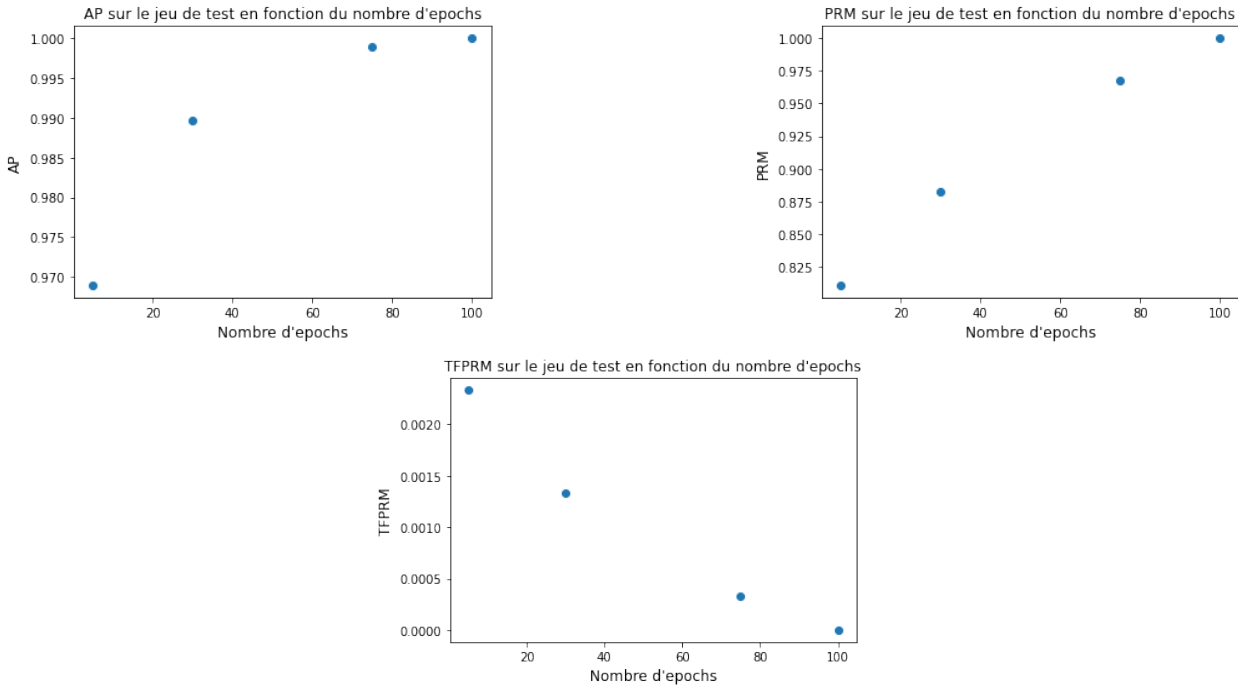 AP sur le jeu de test en fonction du nombre d'epochs
1.000
0.995
0.990
0.985
0.980
0.975
0.970
AP
20 40 60 80 100
Nombre d'epochs
PRM sur le jeu de test en fonction du nombre d'epochs
1.000
0.975
0.950
0.925
0.900
0.875
0.850
0.825
PRM
20 40 60 80 100
Nombre d'epochs
TFPRM sur le jeu de test en fonction du nombre d'epochs
0.0020
0.0015
0.0010
0.0005
0.0000
TFPRM
20 40 60 80 100
Nombre d'epochs